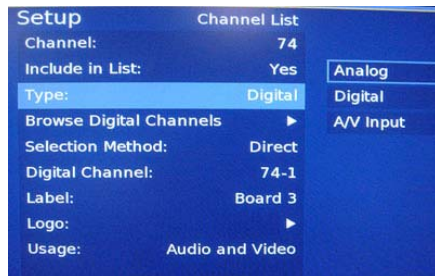 Setup Channel List
Channel: 74
Include in List: Yes
Type: Digital
Browse Digital Channels ▶
Selection Method: Direct
Digital Channel: 74-1
Label: Board 3
Logo: ▶
Usage: Audio and Video
Analog
Digital
A/V Input